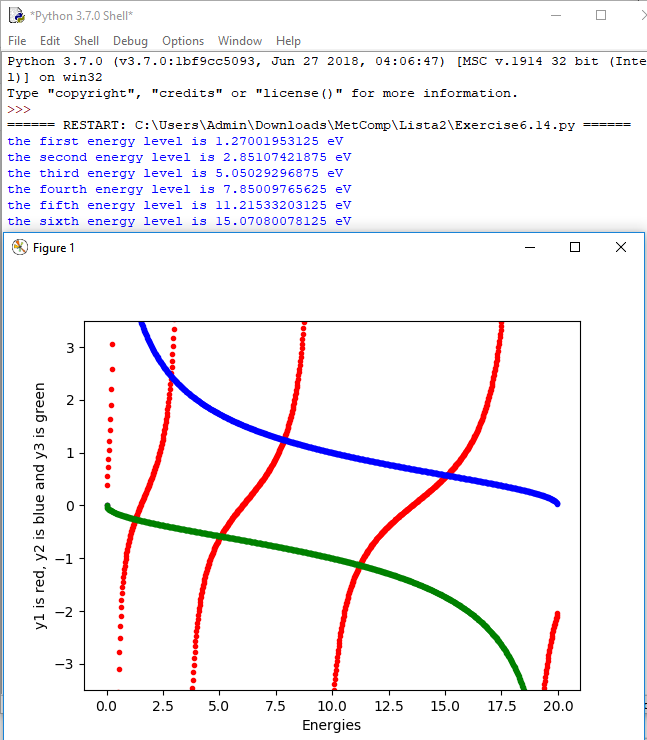 *Python 3.7.0 Shell*
File Edit Shell Debug Options Window Help
Python 3.7.0 (v3.7.0:1bf9cc5093, Jun 27 2018, 04:06:47) [MSC v.1914 32 bit (Inte
l)] on win32
Type "copyright", "credits" or "license()" for more information.
>>>
====== RESTART: C:\Users\Admin\Downloads\MetComp\Lista2\Exercise6.14.py ======
the first energy level is 1.27001953125 eV
the second energy level is 2.85107421875 eV
the third energy level is 5.05029296875 eV
the fourth energy level is 7.85009765625 eV
the fifth energy level is 11.21533203125 eV
the sixth energy level is 15.07080078125 eV
Figure 1
y1 is red, y2 is blue and y3 is green
3
2
1
0
−1
−2
−3
0.0 2.5 5.0 7.5 10.0 12.5 15.0 17.5 20.0
Energies